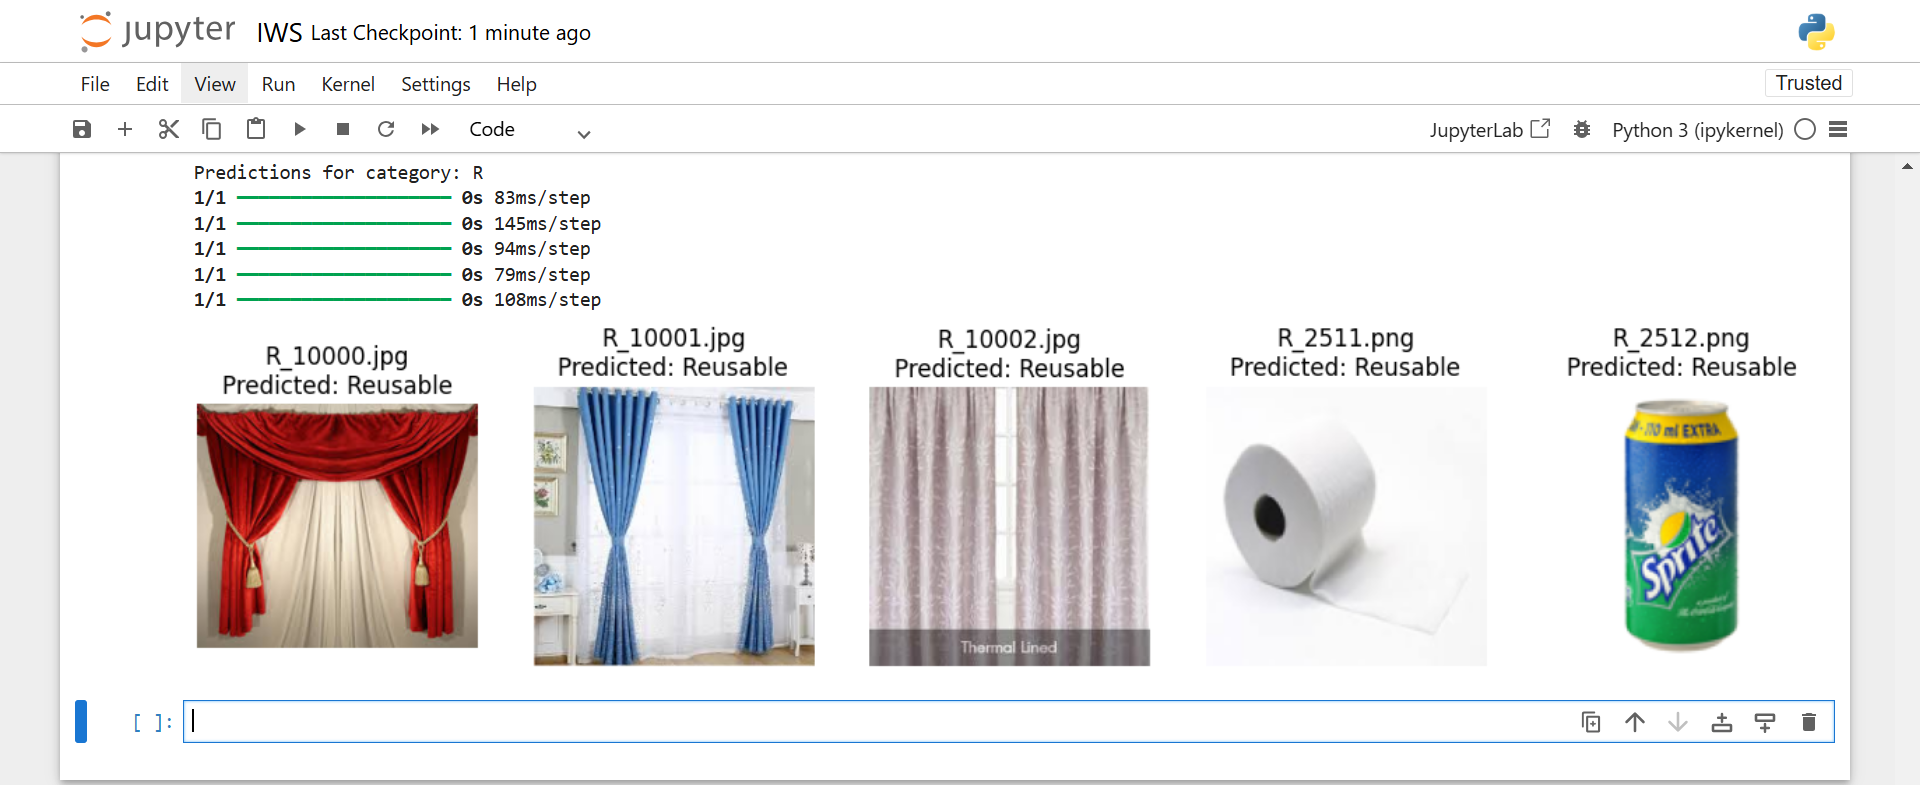 jupyter IWS Last Checkpoint: 1 minute ago
File Edit View Run Kernel Settings Help Trusted
Code JupyterLab Python 3 (ipykernel)
Predictions for category: R
1/1 0s 83ms/step
1/1 0s 145ms/step
1/1 0s 94ms/step
1/1 0s 79ms/step
1/1 0s 108ms/step
R_10000.jpg
Predicted: Reusable
R_10001.jpg
Predicted: Reusable
R_10002.jpg
Predicted: Reusable
Thermal Lined
R_2511.png
Predicted: Reusable
R_2512.png
Predicted: Reusable
ml EXTRA
Sprite
[ ]: